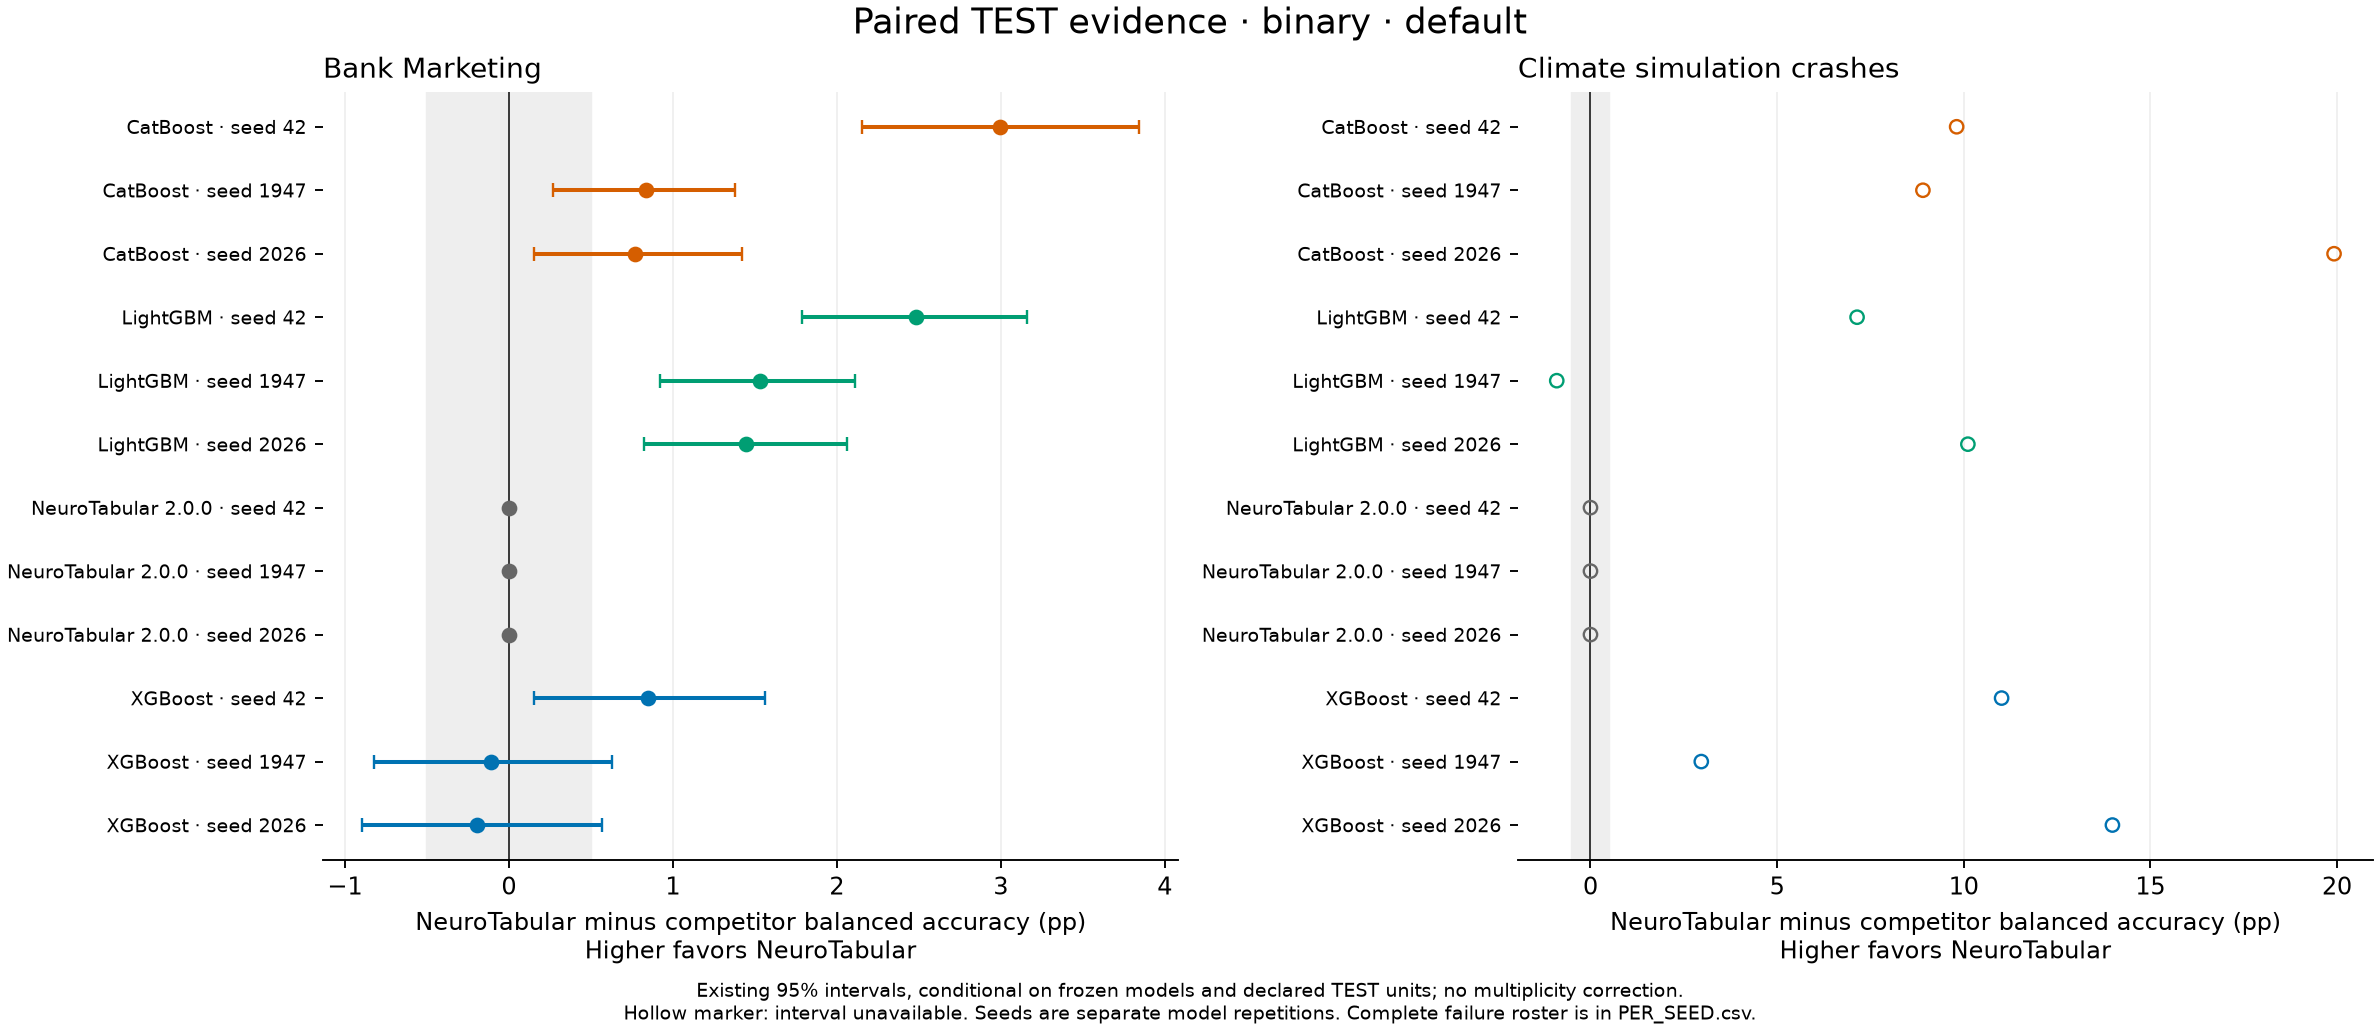 Paired TEST evidence · binary · default
Bank Marketing
CatBoost · seed 42
CatBoost · seed 1947
CatBoost · seed 2026
LightGBM · seed 42
LightGBM · seed 1947
LightGBM · seed 2026
NeuroTabular 2.0.0 · seed 42
NeuroTabular 2.0.0 · seed 1947
NeuroTabular 2.0.0 · seed 2026
XGBoost · seed 42
XGBoost · seed 1947
XGBoost · seed 2026
−1 0 1 2 3 4
NeuroTabular minus competitor balanced accuracy (pp)
Higher favors NeuroTabular
Climate simulation crashes
CatBoost · seed 42
CatBoost · seed 1947
CatBoost · seed 2026
LightGBM · seed 42
LightGBM · seed 1947
LightGBM · seed 2026
NeuroTabular 2.0.0 · seed 42
NeuroTabular 2.0.0 · seed 1947
NeuroTabular 2.0.0 · seed 2026
XGBoost · seed 42
XGBoost · seed 1947
XGBoost · seed 2026
0 5 10 15 20
NeuroTabular minus competitor balanced accuracy (pp)
Higher favors NeuroTabular
Existing 95% intervals, conditional on frozen models and declared TEST units; no multiplicity correction.
Hollow marker: interval unavailable. Seeds are separate model repetitions. Complete failure roster is in PER_SEED.csv.